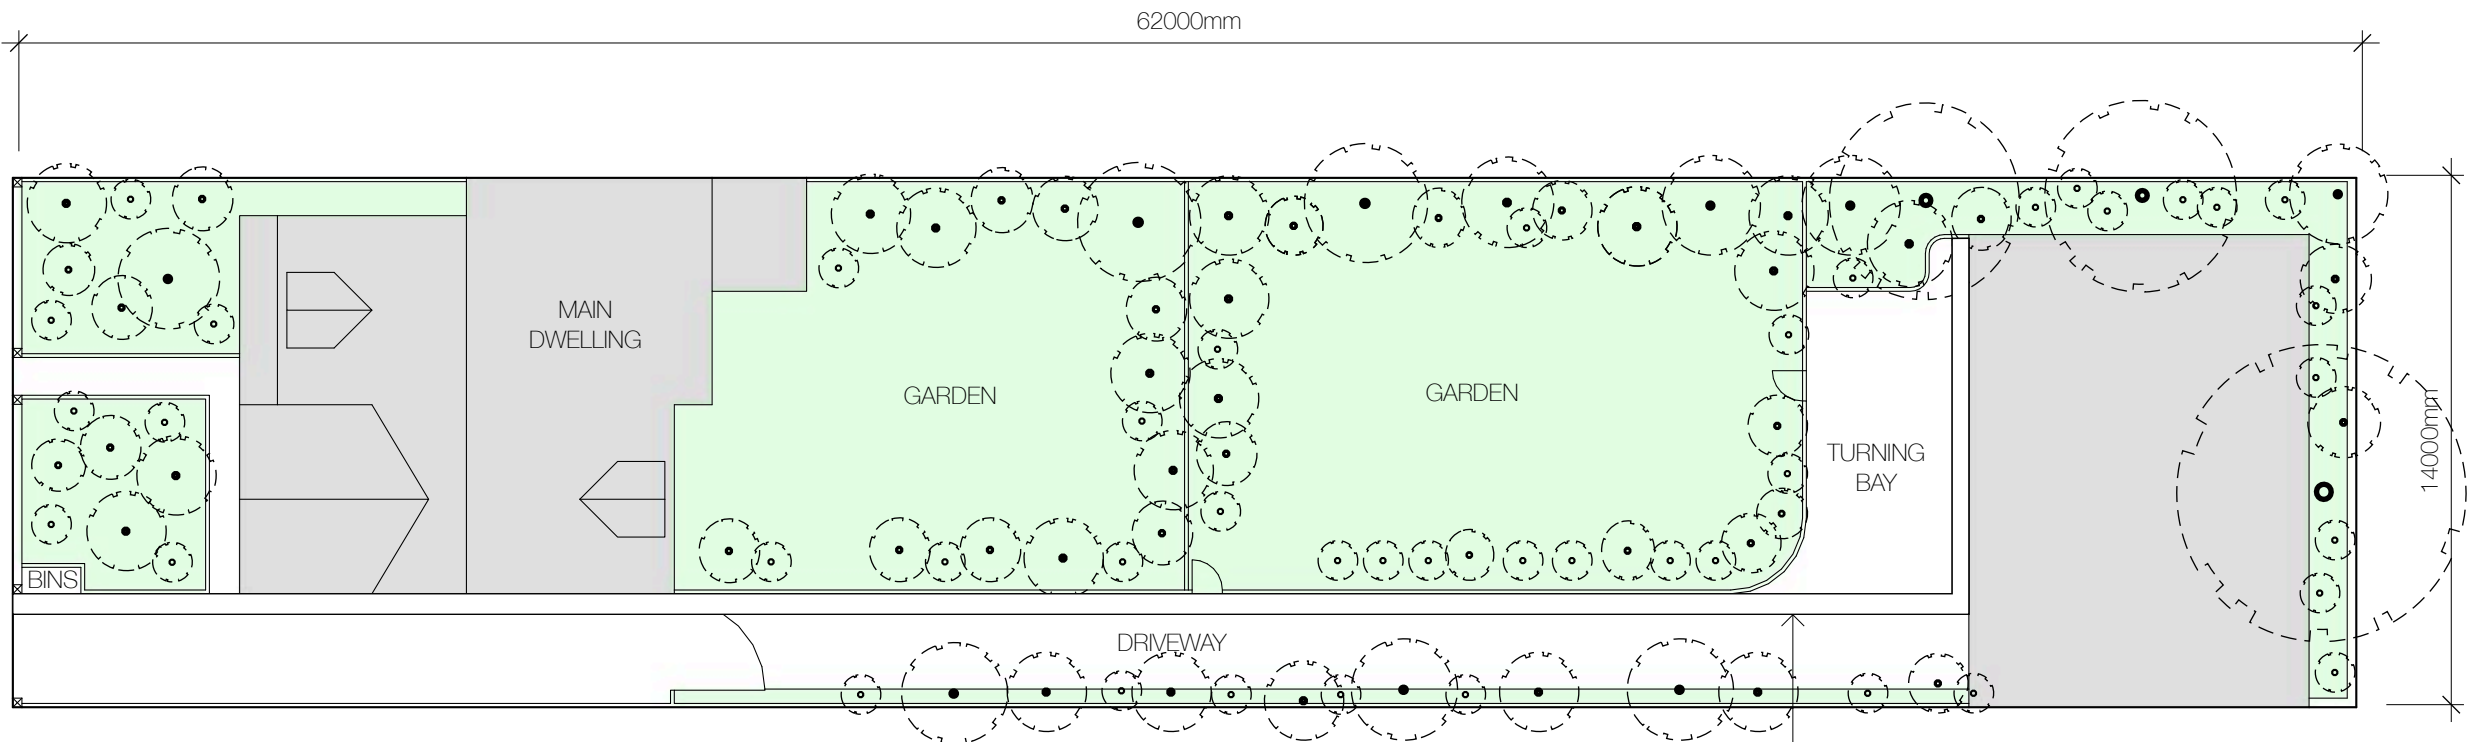 62000mm
MAIN
DWELLING
GARDEN
GARDEN
TURNING
BAY
14000mm
BINS
DRIVEWAY